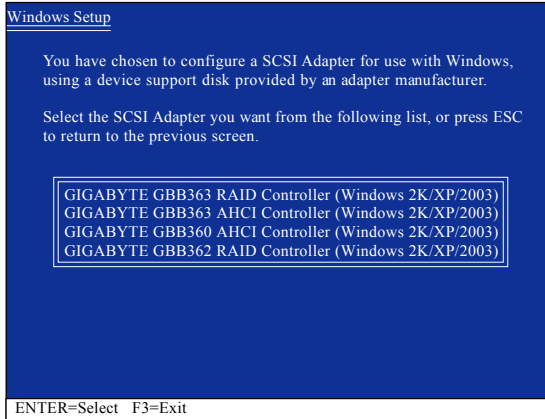 Windows Setup
You have chosen to configure a SCSI Adapter for use with Windows,
using a device support disk provided by an adapter manufacturer.
Select the SCSI Adapter you want from the following list, or press ESC
to return to the previous screen.
GIGABYTE GBB363 RAID Controller (Windows 2K/XP/2003)
GIGABYTE GBB363 AHCI Controller (Windows 2K/XP/2003)
GIGABYTE GBB360 AHCI Controller (Windows 2K/XP/2003)
GIGABYTE GBB362 RAID Controller (Windows 2K/XP/2003)
ENTER=Select F3=Exit